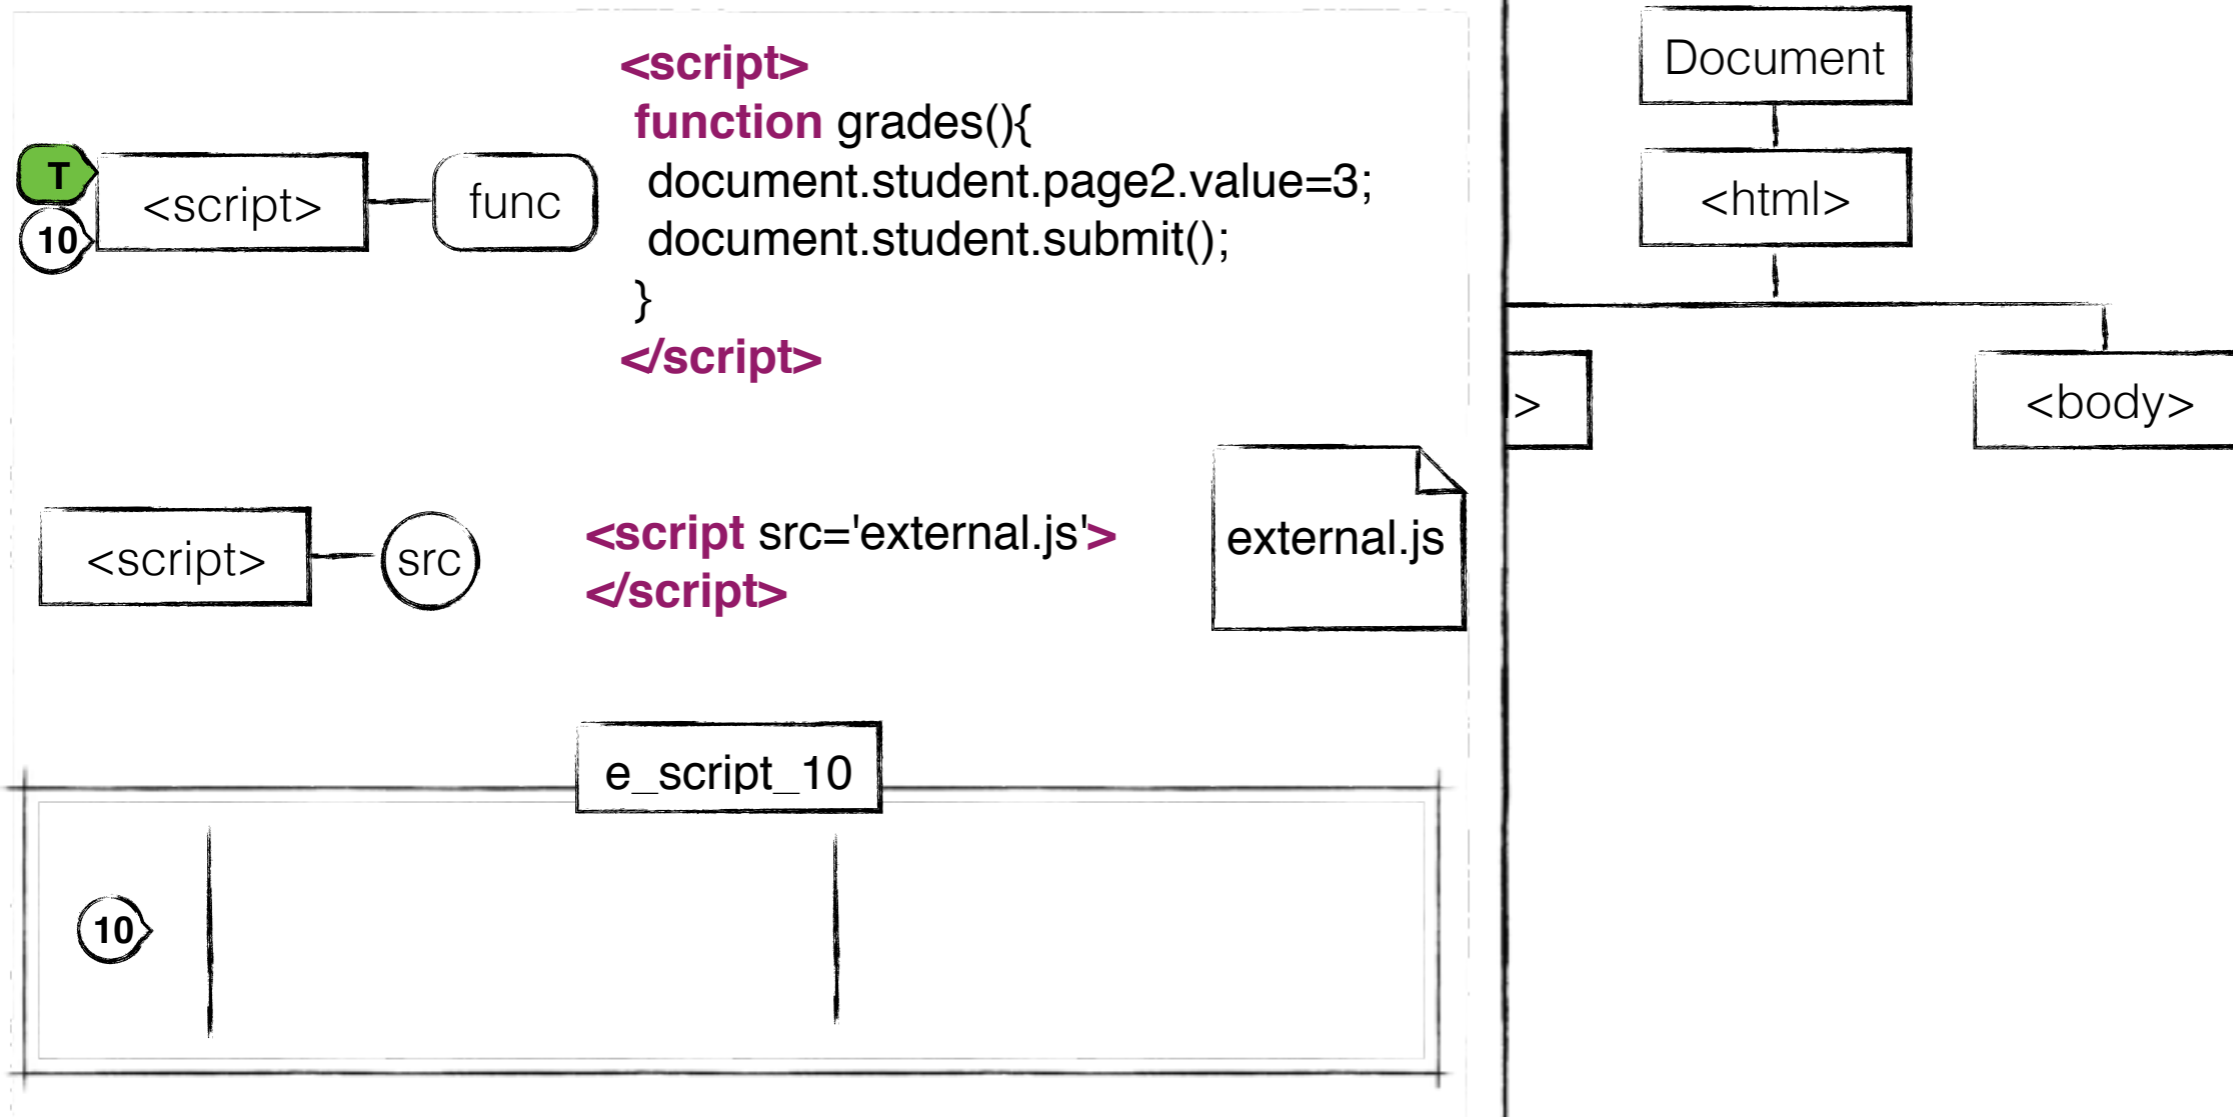 <script>
function grades(){
document.student.page2.value=3;
document.student.submit();
}
</script>
T
10
<script>
func
<script src='external.js'>
</script>
external.js
<script>
src
e_script_10
10
Document
<html>
>
<body>